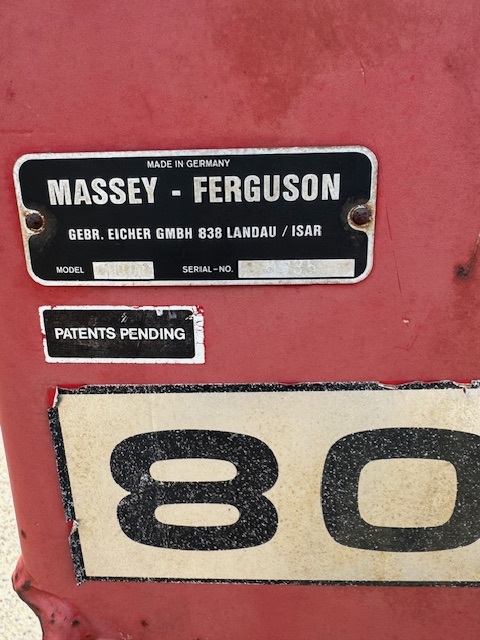 MADE IN GERMANY
MASSEY - FERGUSON
GEBR. EICHER GMBH 838 LANDAU / ISAR
MODEL SERIAL-NO.
PATENTS PENDING
80